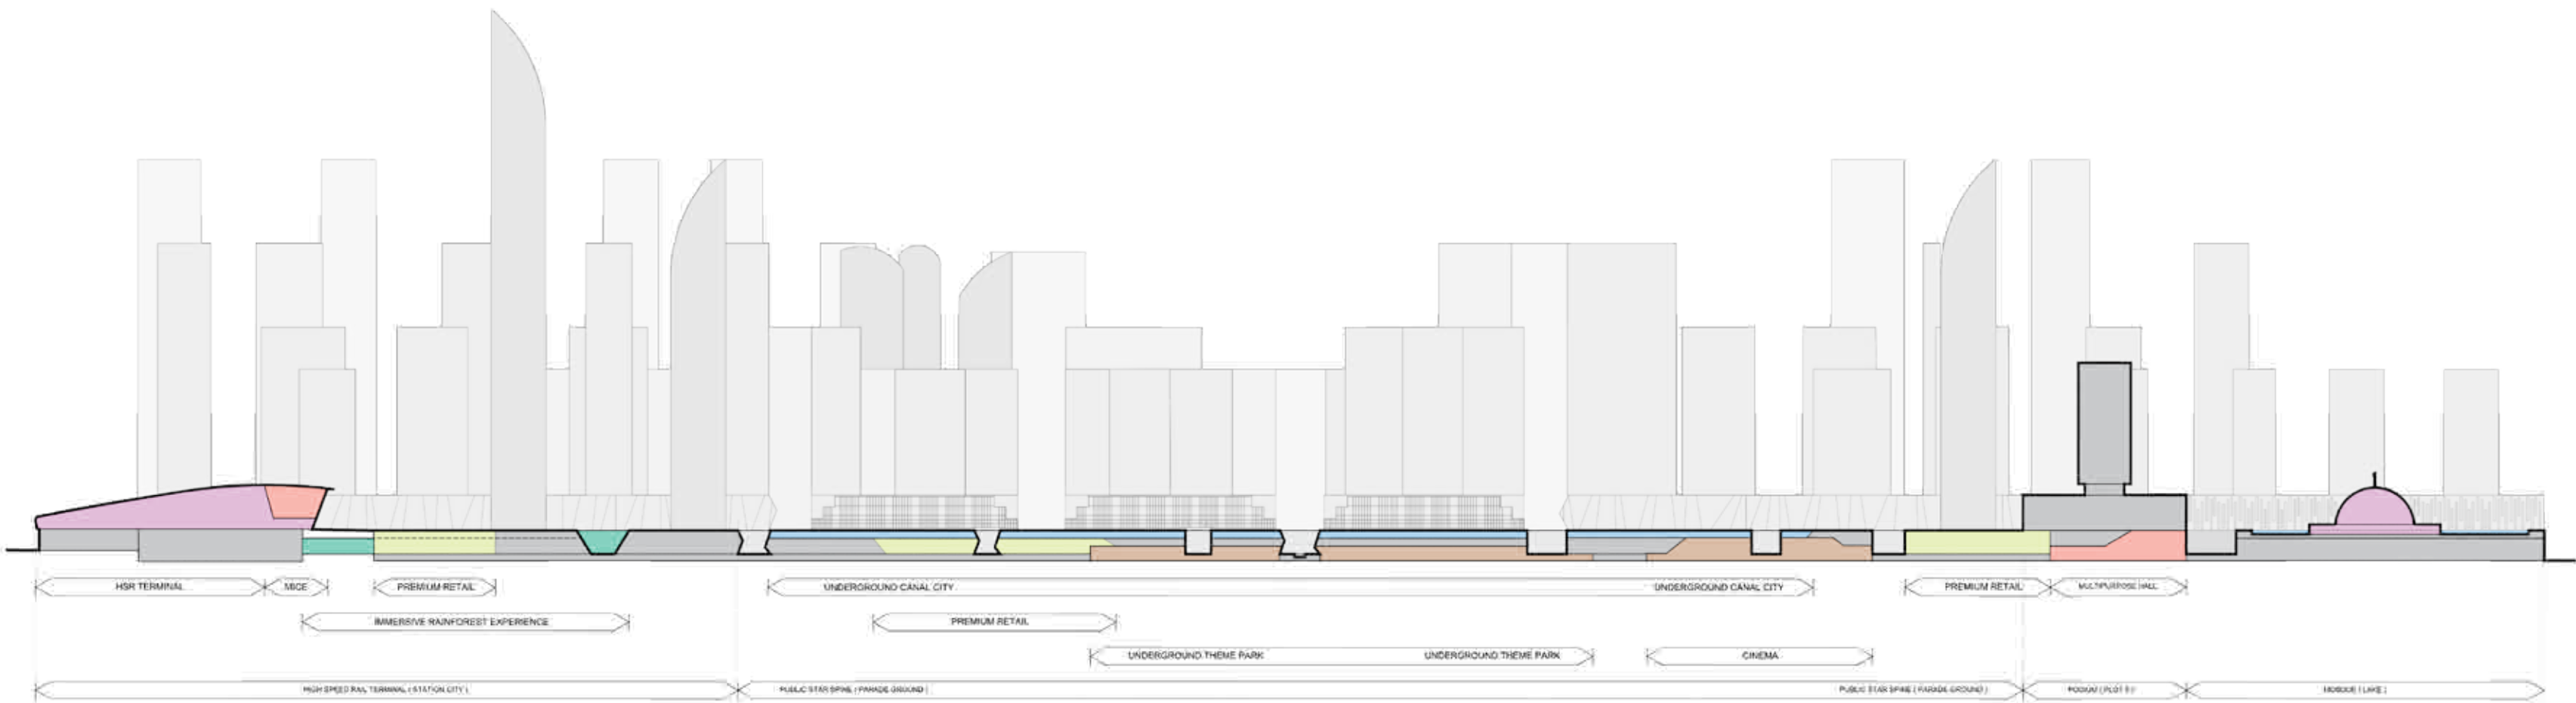 HSR TERMINAL
MICE
PREMIUM RETAIL
UNDERGROUND CANAL CITY
UNDERGROUND CANAL CITY
PREMIUM RETAIL
MULTIPURPOSE HALL
IMMERSIVE RAINFOREST EXPERIENCE
PREMIUM RETAIL
UNDERGROUND THEME PARK
UNDERGROUND THEME PARK
CINEMA
HIGH SPEED RAIL TERMINAL ( STATION CITY )
PUBLIC STAR SPINE ( PARADE GROUND )
PUBLIC STAR SPINE ( PARADE GROUND )
PODIUM ( PLOT
MOSQUE ( LAKE )